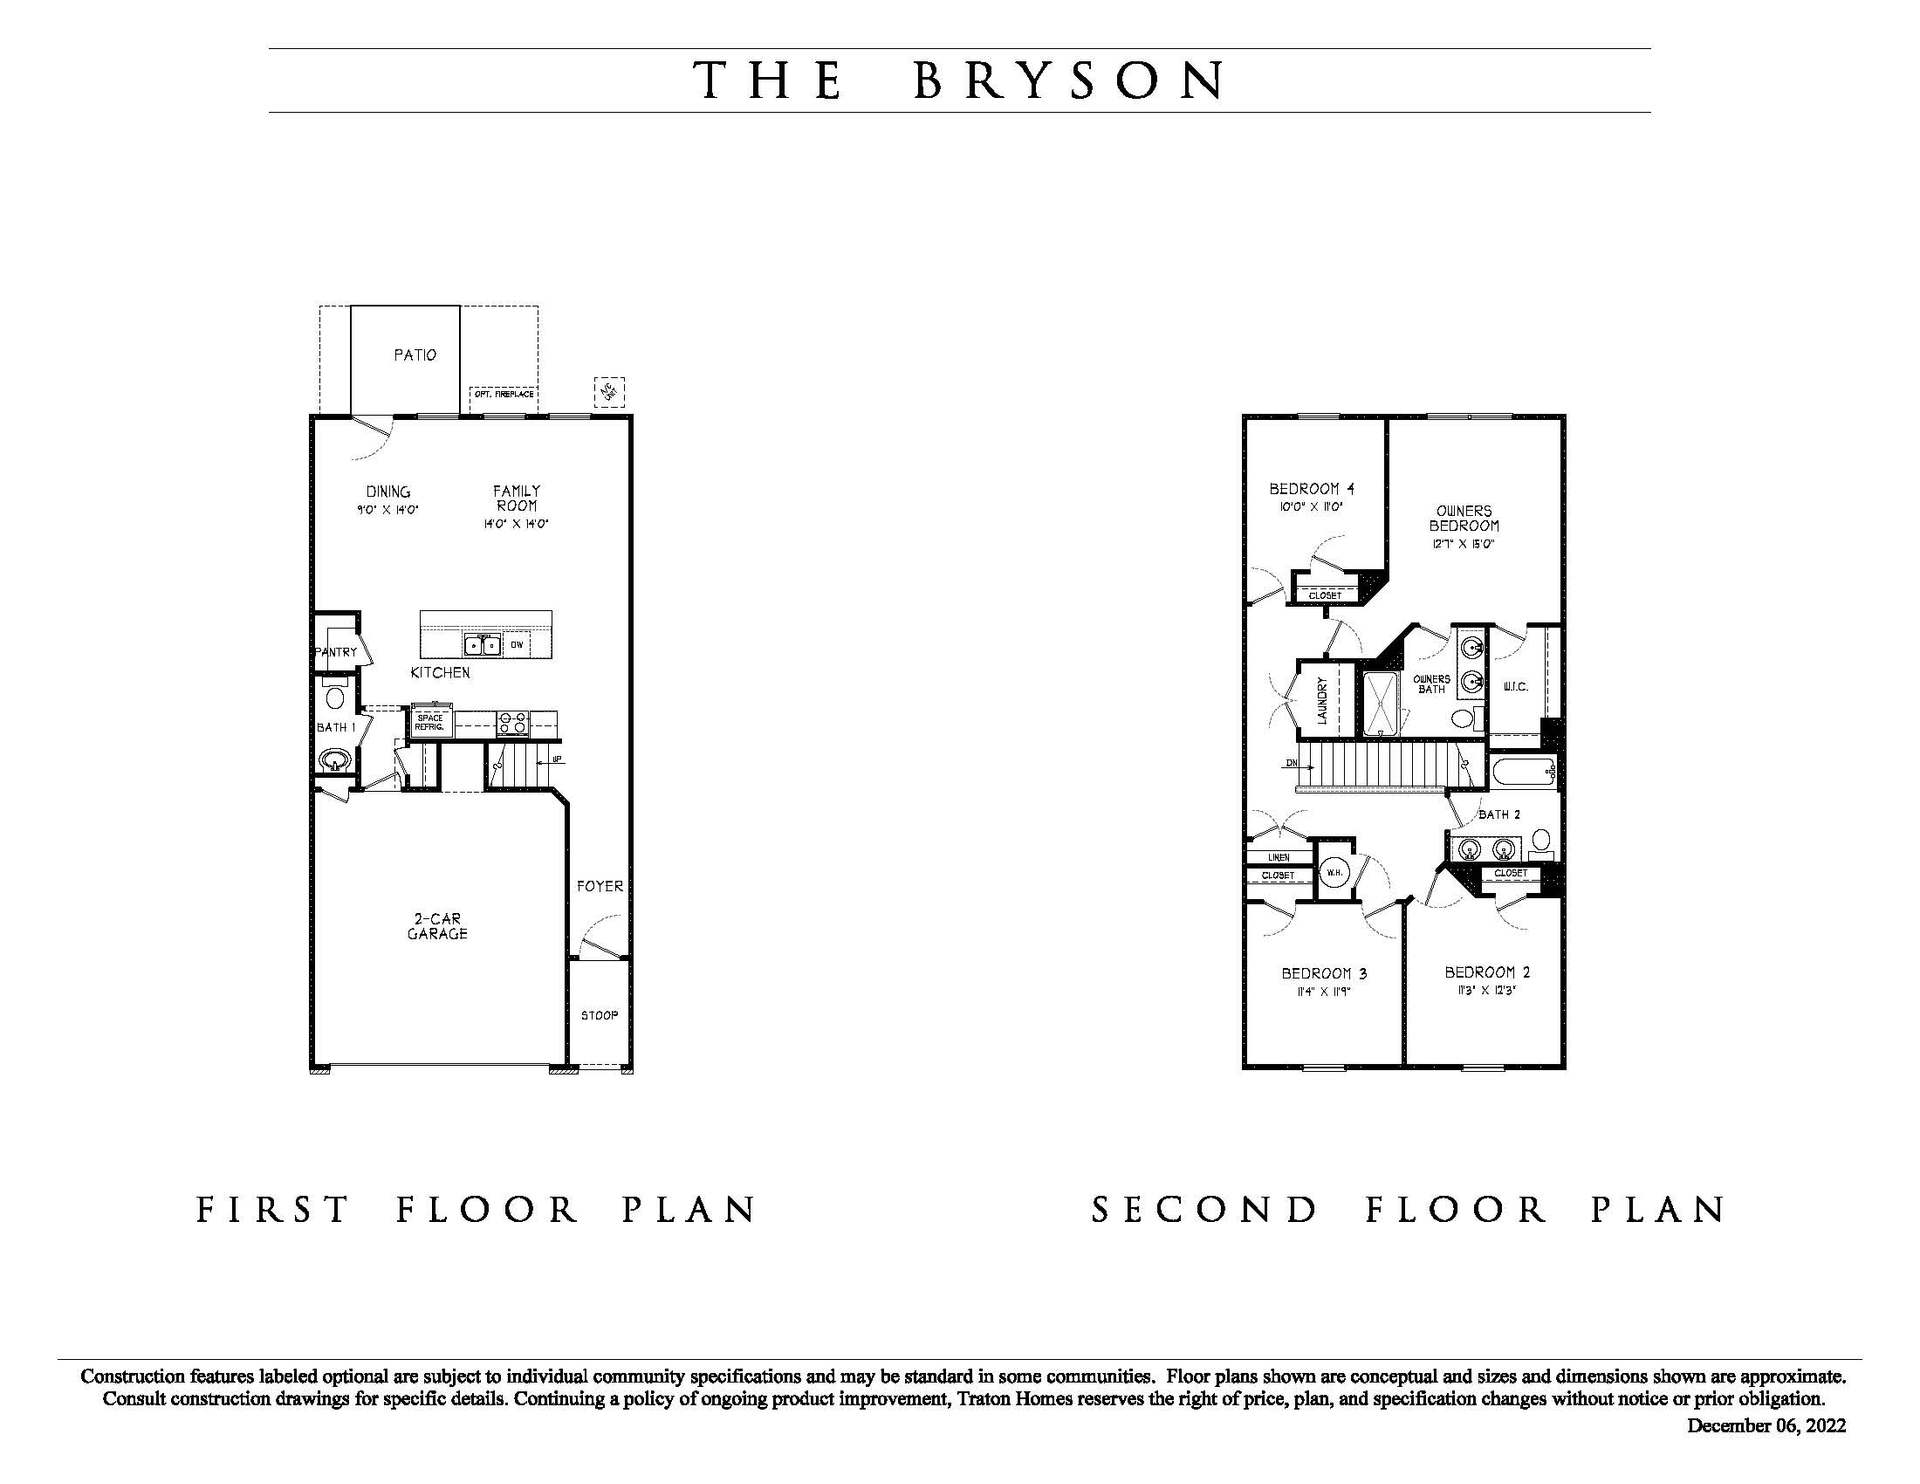 THE BRYSON
PATIO
OPT. FIREPLACE
A/C
UNIT
DINING
9'0" X 14'0"
FAMILY
ROOM
14'0" X 14'0"
PANTRY
DW
KITCHEN
BATH 1
SPACE
REFRIG.
UP
FOYER
2-CAR
GARAGE
STOOP
BEDROOM 4
10'0" X 11'0"
OWNERS
BEDROOM
12'7" X 15'0"
CLOSET
LAUNDRY
OWNERS
BATH
W.I.C.
DN
BATH 2
LINEN
CLOSET
W.H.
CLOSET
BEDROOM 3
11'4" X 11'9"
BEDROOM 2
11'3" X 12'3"
FIRST FLOOR PLAN
SECOND FLOOR PLAN
Construction features labeled optional are subject to individual community specifications and may be standard in some communities. Floor plans shown are conceptual and sizes and dimensions shown are approximate.
Consult construction drawings for specific details. Continuing a policy of ongoing product improvement, Traton Homes reserves the right of price, plan, and specification changes without notice or prior obligation.
December 06, 2022